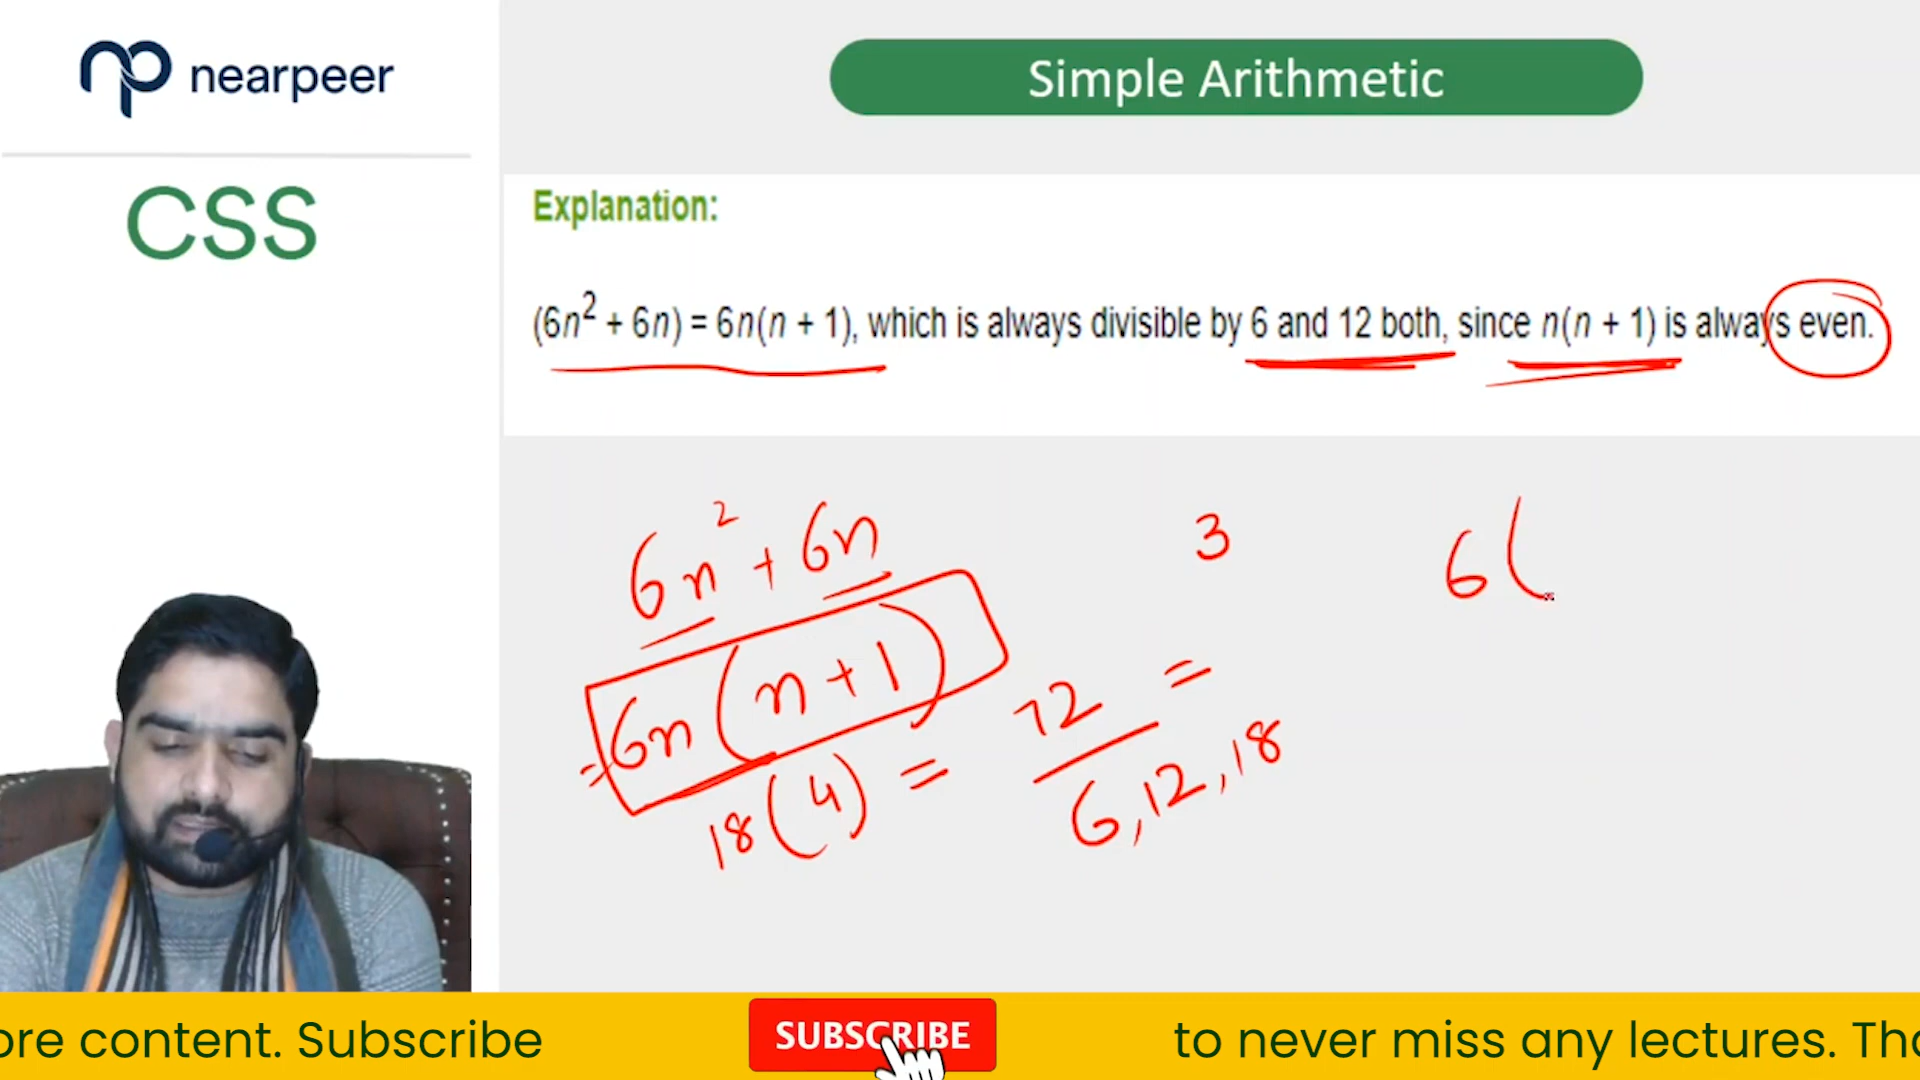 nearpeer
Simple Arithmetic
CSS
Explanation:
(6n² + 6n) = 6n(n + 1), which is always divisible by 6 and 12 both, since n(n + 1) is always even.
6n² + 6n
= 6n(n+1)
18(4) = 72/6,12,18 =
3
6(
ore content. Subscribe
SUBSCRIBE
to never miss any lectures. Tha